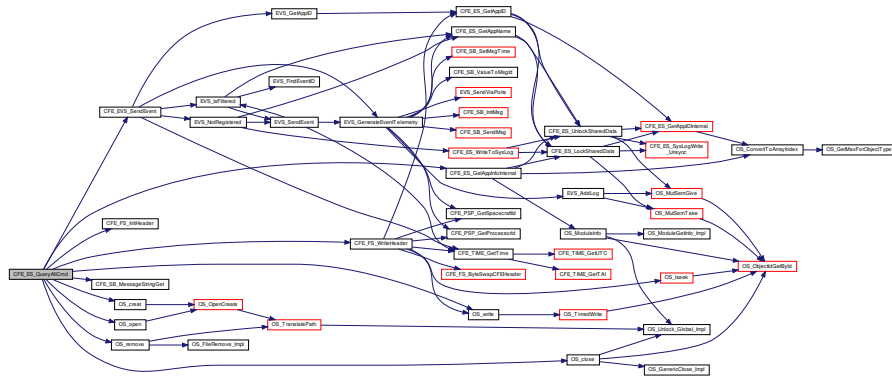 EVS_GetAppID
CFE_ES_GetAppID
CFE_ES_GetAppName
CFE_SB_SetMsgTime
CFE_SB_ValueToMsgId
EVS_FindEventID
EVS_SendViaPorts
EVS_IsFiltered
CFE_EVS_SendEvent
CFE_SB_InitMsg
EVS_NotRegistered
EVS_SendEvent
EVS_GenerateEventTelemetry
CFE_SB_SendMsg
CFE_ES_UnlockSharedData
CFE_ES_GetAppIDInternal
CFE_ES_WriteToSysLog
CFE_ES_LockSharedData
CFE_ES_SysLogWrite
_Unsync
OS_ConvertToArrayIndex
OS_GetMaxForObjectType
CFE_ES_GetAppInfoInternal
EVS_AddLog
OS_MutSemGive
OS_MutSemTake
CFE_PSP_GetSpacecraftId
CFE_FS_InitHeader
CFE_PSP_GetProcessorId
OS_ModuleInfo
OS_ModuleGetInfo_Impl
CFE_FS_WriteHeader
CFE_TIME_GetTime
CFE_TIME_GetUTC
OS_ObjectIdGetById
CFE_ES_QueryAllCmd
CFE_FS_ByteSwapCFEHeader
CFE_TIME_GetTAI
OS_lseek
CFE_SB_MessageStringGet
OS_creat
OS_OpenCreate
OS_write
OS_TimedWrite
OS_open
OS_TranslatePath
OS_Unlock_Global_Impl
OS_remove
OS_FileRemove_Impl
OS_close
OS_GenericClose_Impl